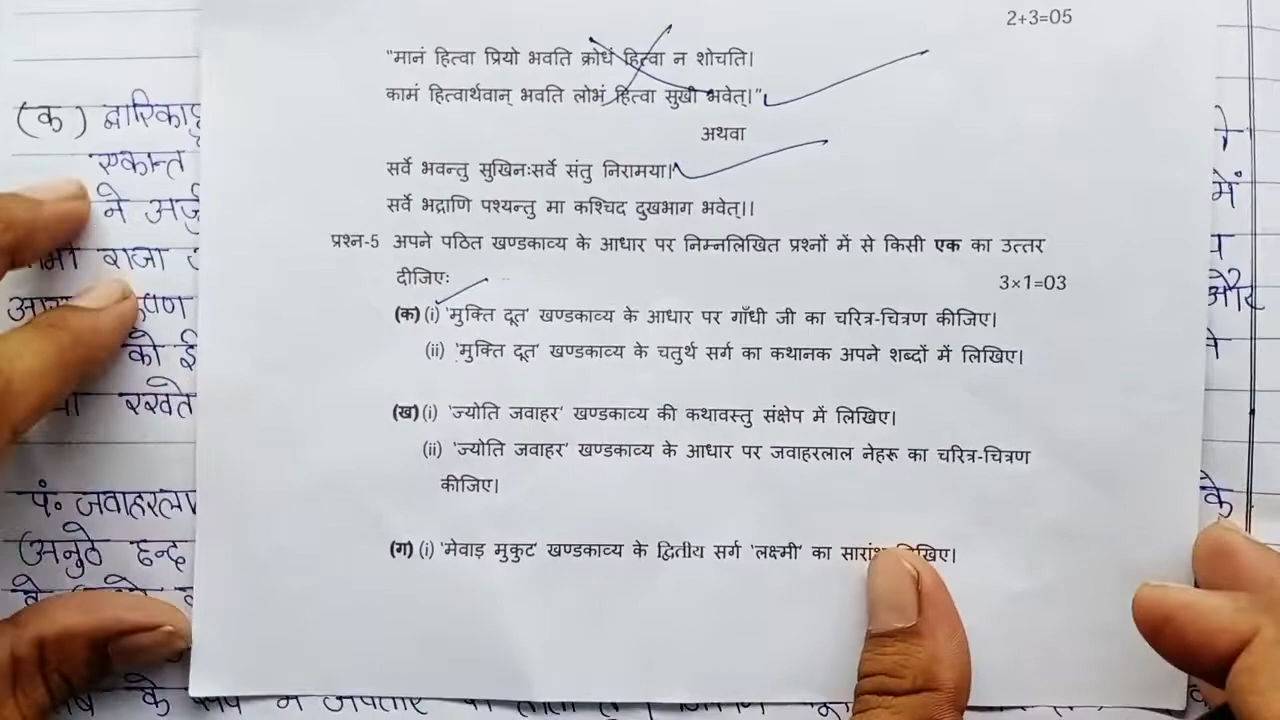 2+3=05
"मानं हित्वा प्रियो भवति क्रोधं हित्वा न शोचति।
कामं हित्वार्थवान् भवति लोभं हित्वा सुखी भवेत्।"
अथवा
सर्वे भवन्तु सुखिनःसर्वे संतु निरामया।
सर्वे भद्राणि पश्यन्तु मा कश्चिद दुखभाग भवेत्।।
प्रश्न-5 अपने पठित खण्डकाव्य के आधार पर निम्नलिखित प्रश्नों में से किसी एक का उत्तर
दीजिएः 3×1=03
(क) (i) 'मुक्ति दूत' खण्डकाव्य के आधार पर गाँधी जी का चरित्र-चित्रण कीजिए।
(ii) 'मुक्ति दूत' खण्डकाव्य के चतुर्थ सर्ग का कथानक अपने शब्दों में लिखिए।
(ख) (i) 'ज्योति जवाहर' खण्डकाव्य की कथावस्तु संक्षेप में लिखिए।
(ii) 'ज्योति जवाहर' खण्डकाव्य के आधार पर जवाहरलाल नेहरू का चरित्र-चित्रण
कीजिए।
(ग) (i) 'मेवाड़ मुकुट' खण्डकाव्य के द्वितीय सर्ग 'लक्ष्मी' का
(क)
एकान्त में
ने
राजा
और
को
रखते
पं॰ के
के